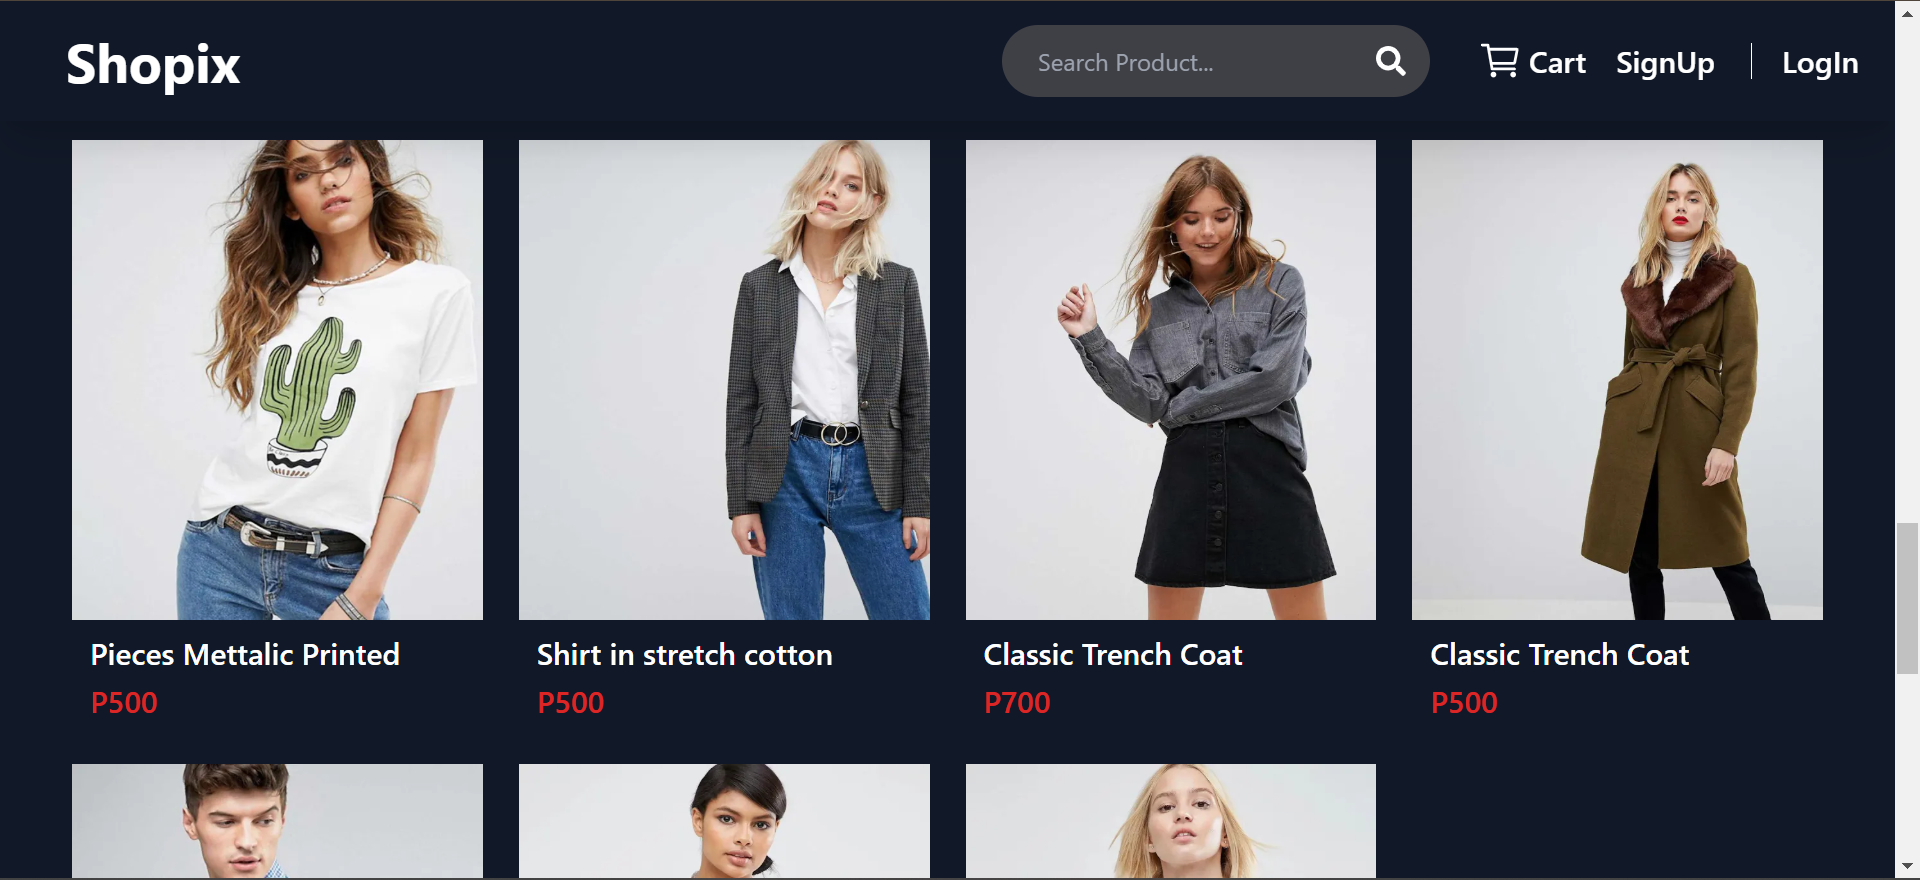 Shopix
Search Product...
Cart
SignUp
LogIn
Pieces Mettalic Printed
P500
Shirt in stretch cotton
P500
Classic Trench Coat
P700
Classic Trench Coat
P500